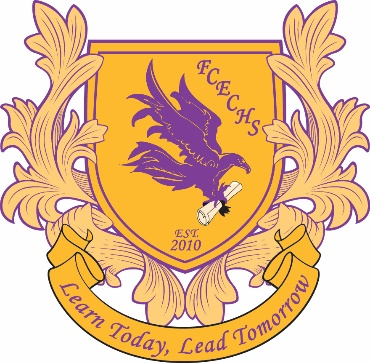 FCECHS
EST.
2010
Learn Today, Lead Tomorrow